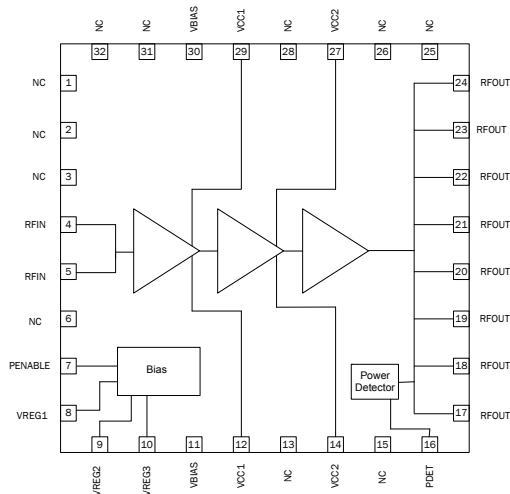 NC
NC
VBIAS
VCC1
NC
VCC2
NC
NC
32
31
30
29
28
27
26
25
NC 1
24 RFOUT
NC 2
23 RFOUT
NC 3
22 RFOUT
RFIN 4
21 RFOUT
RFIN 5
20 RFOUT
NC 6
19 RFOUT
PENABLE 7
Bias
18 RFOUT
Power
Detector
VREG1 8
17 RFOUT
9
10
11
12
13
14
15
16
VREG2
VREG3
VBIAS
VCC1
NC
VCC2
NC
PDET